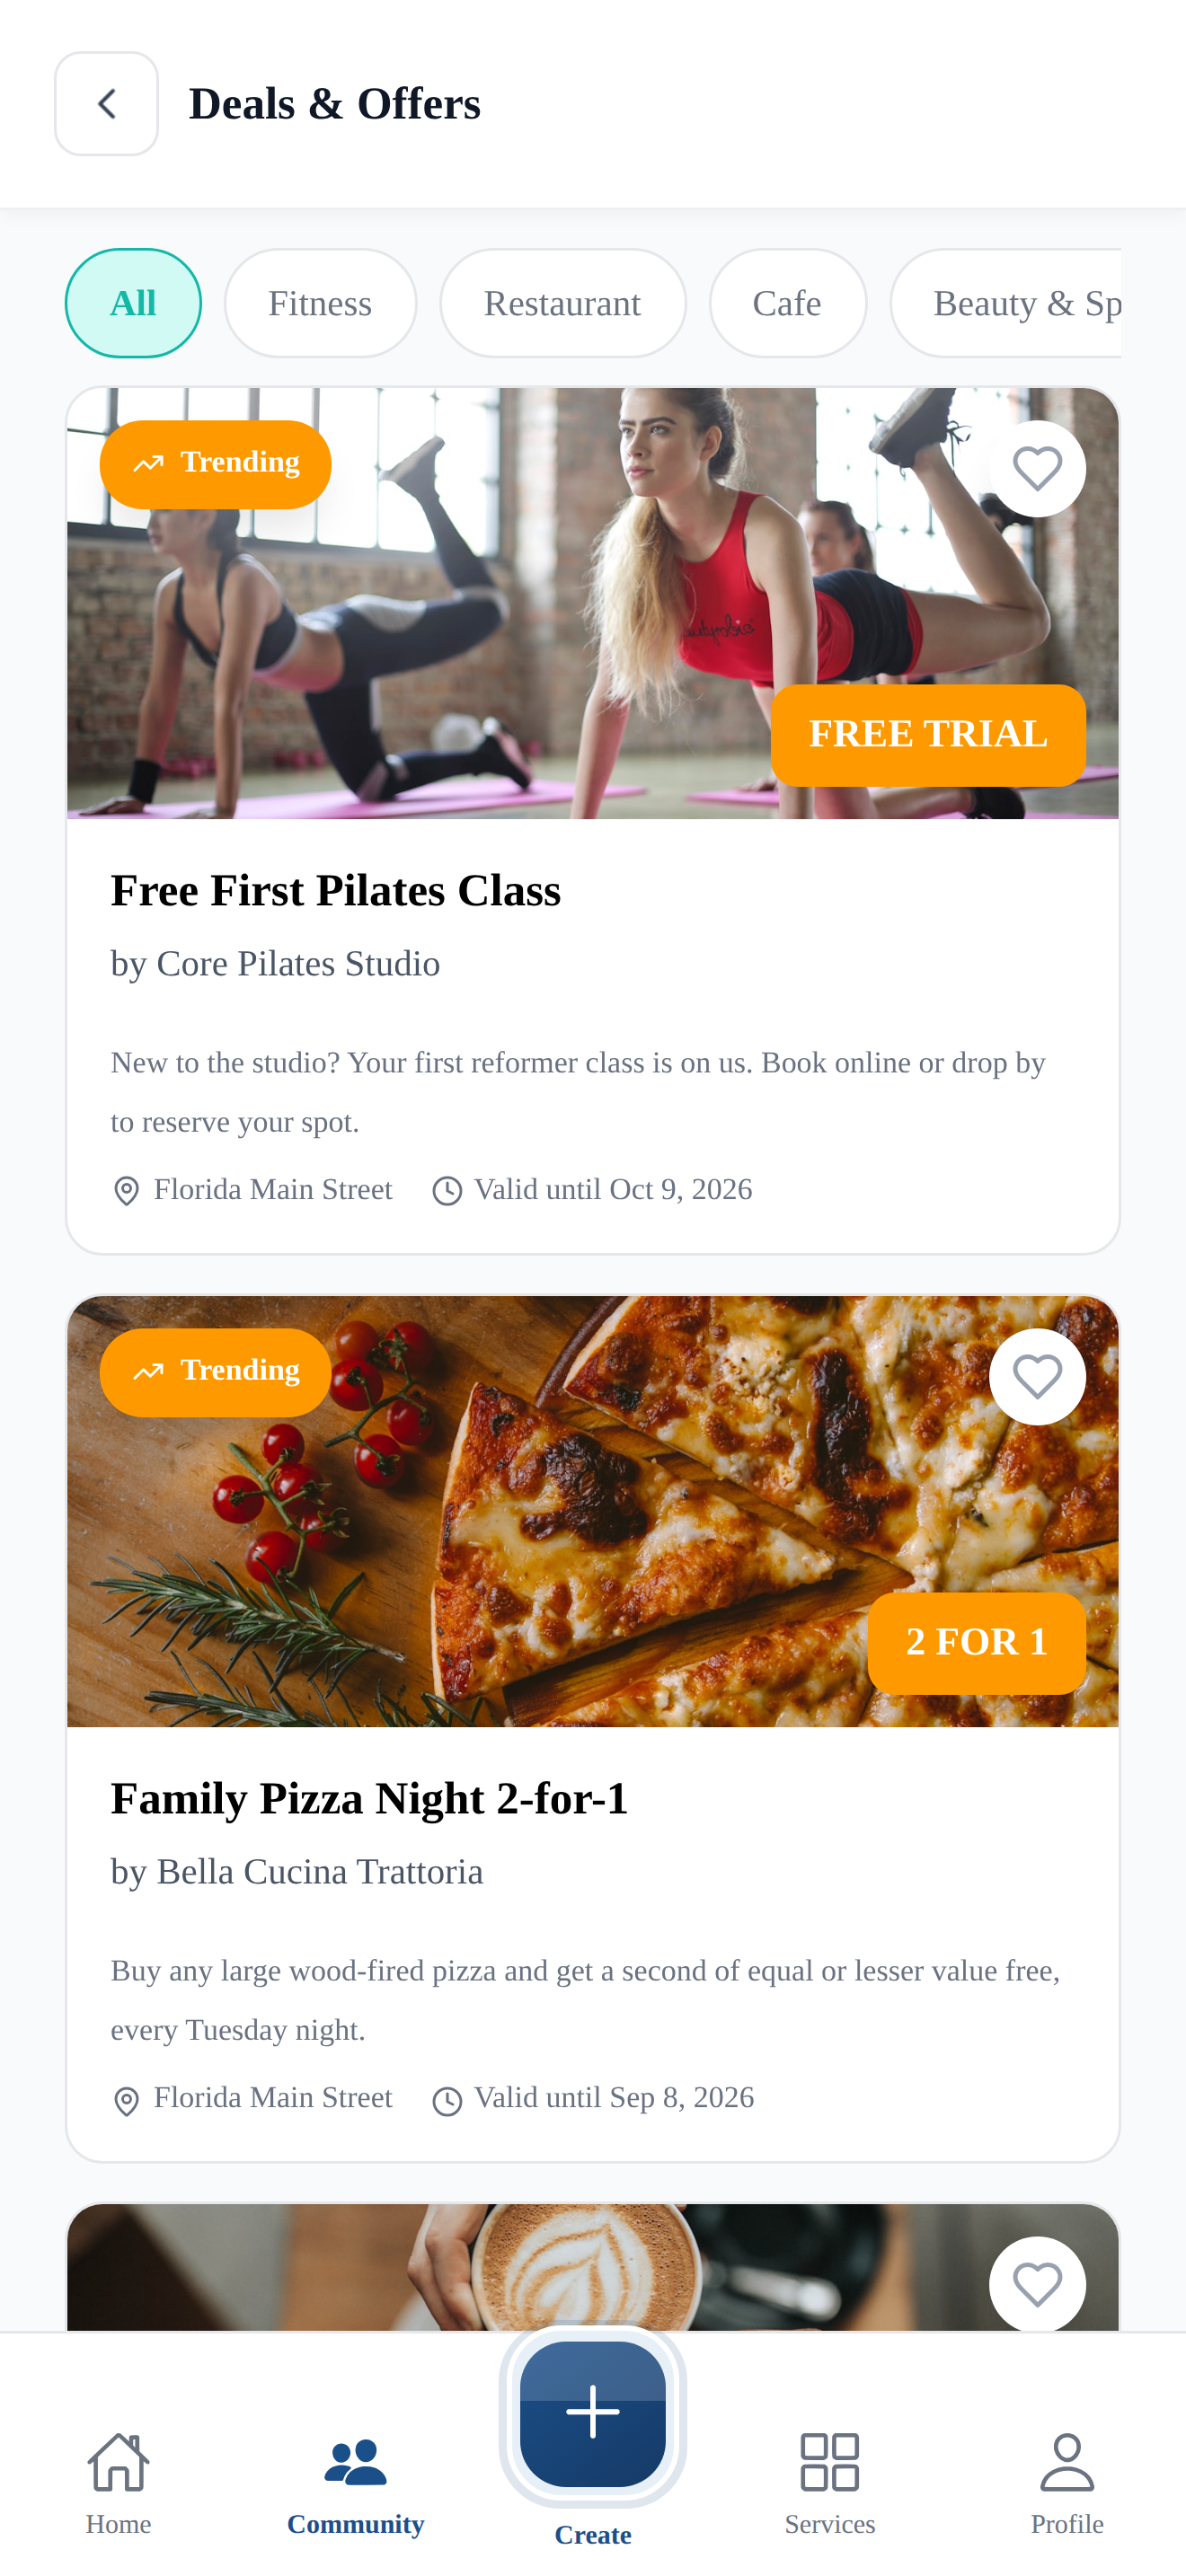 Deals & Offers
All
Fitness
Restaurant
Cafe
Beauty & Sp
Trending
FREE TRIAL
Free First Pilates Class
by Core Pilates Studio
New to the studio? Your first reformer class is on us. Book online or drop by
to reserve your spot.
Florida Main Street
Valid until Oct 9, 2026
Trending
2 FOR 1
Family Pizza Night 2-for-1
by Bella Cucina Trattoria
Buy any large wood-fired pizza and get a second of equal or lesser value free,
every Tuesday night.
Florida Main Street
Valid until Sep 8, 2026
Home
Community
Create
Services
Profile